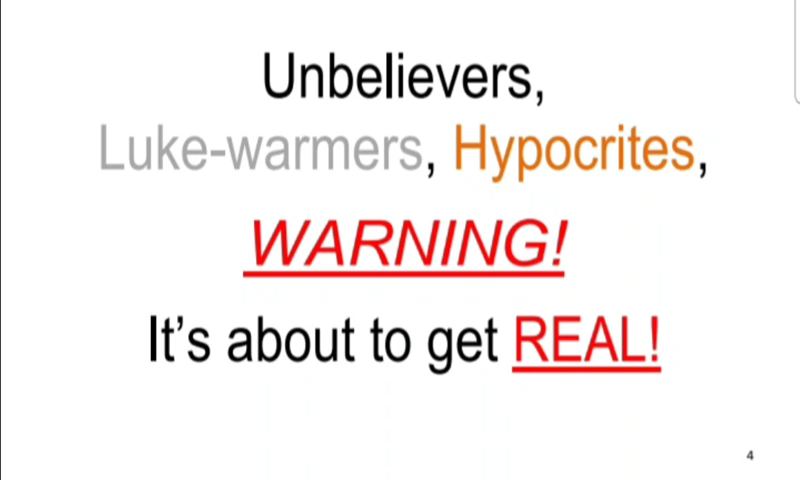 Unbelievers,
Luke-warmers, Hypocrites,
WARNING!
It’s about to get REAL!
4